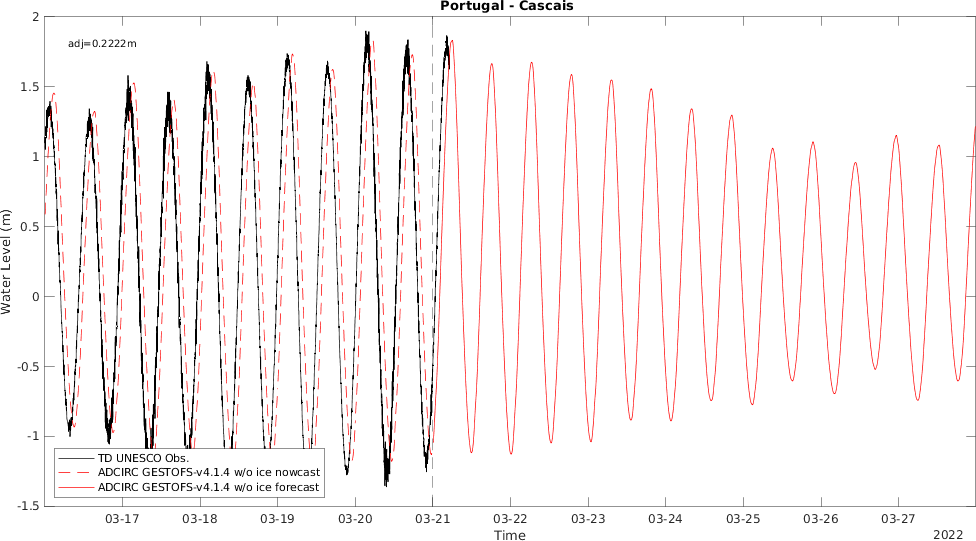 Portugal - Cascais
adj=0.2222m
Water Level (m)
2
1.5
1
0.5
0
-0.5
-1
-1.5
TD UNESCO Obs.
ADCIRC GESTOFS-v4.1.4 w/o ice nowcast
ADCIRC GESTOFS-v4.1.4 w/o ice forecast
03-17 03-18 03-19 03-20 03-21 03-22 03-23 03-24 03-25 03-26 03-27
Time
2022